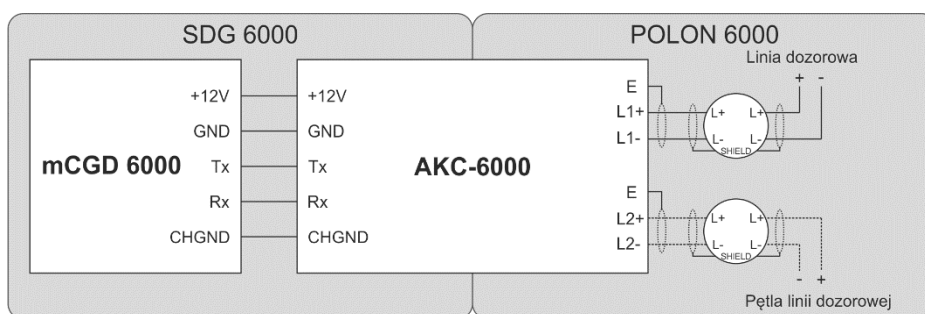 SDG 6000
POLON 6000
mCGD 6000
+12V
GND
Tx
Rx
CHGND
AKC-6000
+12V
GND
Tx
Rx
CHGND
E
L1+
L1-
E
L2+
L2-
Linia dozorowa
+ -
L+ L+
L- L-
SHIELD
L+ L+
L- L-
SHIELD
- +
Pętla linii dozorowej